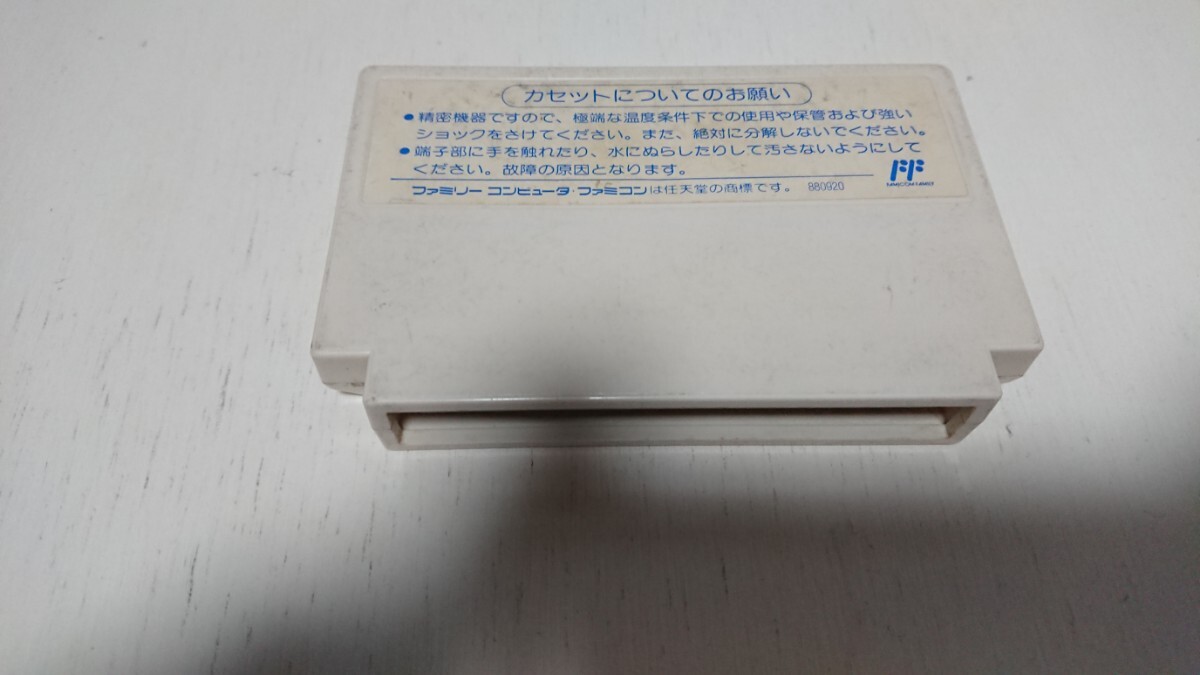 カセットについてのお願い
●精密機器ですので、極端な温度条件下での使用や保管および強い
ショックをさけてください。また、絶対に分解しないでください。
●端子部に手を触れたり、水にぬらしたりして汚さないようにして
ください。故障の原因となります。
FF
FAMICOM FAMILY
ファミリー コンピュータ・ファミコンは任天堂の商標です。 880920